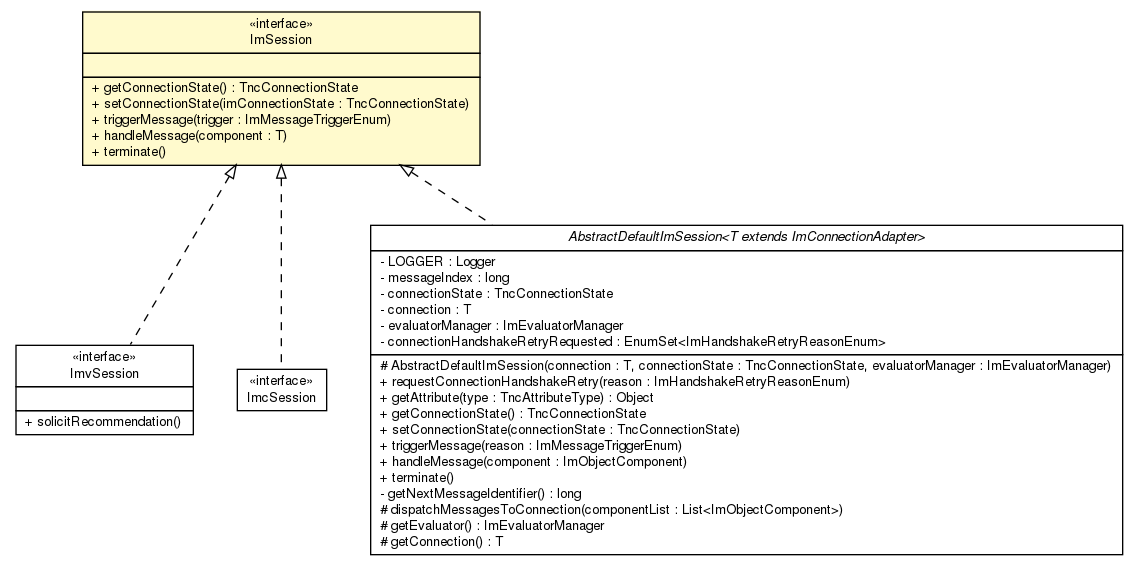 «interface»
ImSession
+ getConnectionState() : TncConnectionState
+ setConnectionState(imConnectionState : TncConnectionState)
+ triggerMessage(trigger : ImMessageTriggerEnum)
+ handleMessage(component : T)
+ terminate()
AbstractDefaultImSession<T extends ImConnectionAdapter>
- LOGGER : Logger
- messageIndex : long
- connectionState : TncConnectionState
- connection : T
- evaluatorManager : ImEvaluatorManager
- connectionHandshakeRetryRequested : EnumSet<ImHandshakeRetryReasonEnum>
# AbstractDefaultImSession(connection : T, connectionState : TncConnectionState, evaluatorManager : ImEvaluatorManager)
+ requestConnectionHandshakeRetry(reason : ImHandshakeRetryReasonEnum)
+ getAttribute(type : TncAttributeType) : Object
+ getConnectionState() : TncConnectionState
+ setConnectionState(connectionState : TncConnectionState)
+ triggerMessage(reason : ImMessageTriggerEnum)
+ handleMessage(component : ImObjectComponent)
+ terminate()
- getNextMessageIdentifier() : long
# dispatchMessagesToConnection(componentList : List<ImObjectComponent>)
# getEvaluator() : ImEvaluatorManager
# getConnection() : T
«interface»
ImvSession
+ solicitRecommendation()
«interface»
ImcSession